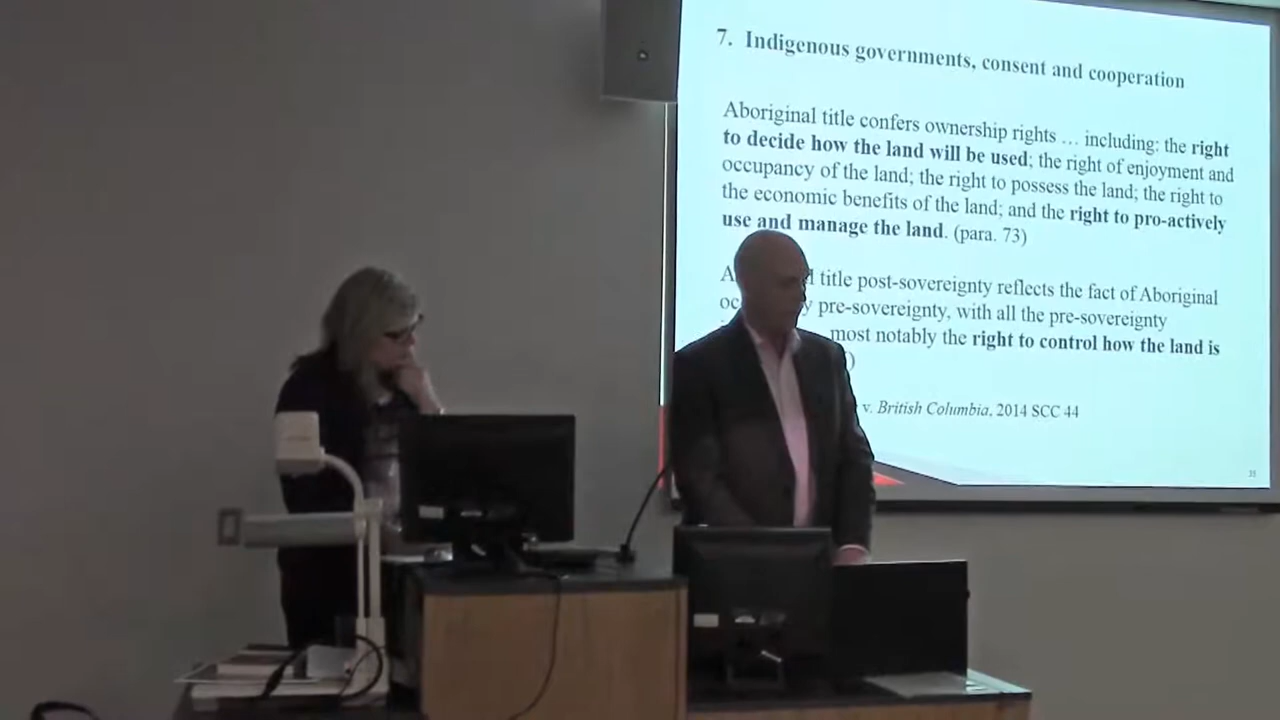 7. Indigenous governments, consent and cooperation
Aboriginal title confers ownership rights … including: the right
to decide how the land will be used; the right of enjoyment and
occupancy of the land; the right to possess the land; the right to
the economic benefits of the land; and the right to pro-actively
use and manage the land. (para. 73)
title post-sovereignty reflects the fact of Aboriginal
pre-sovereignty, with all the pre-sovereignty
most notably the right to control how the land is
v. British Columbia, 2014 SCC 44